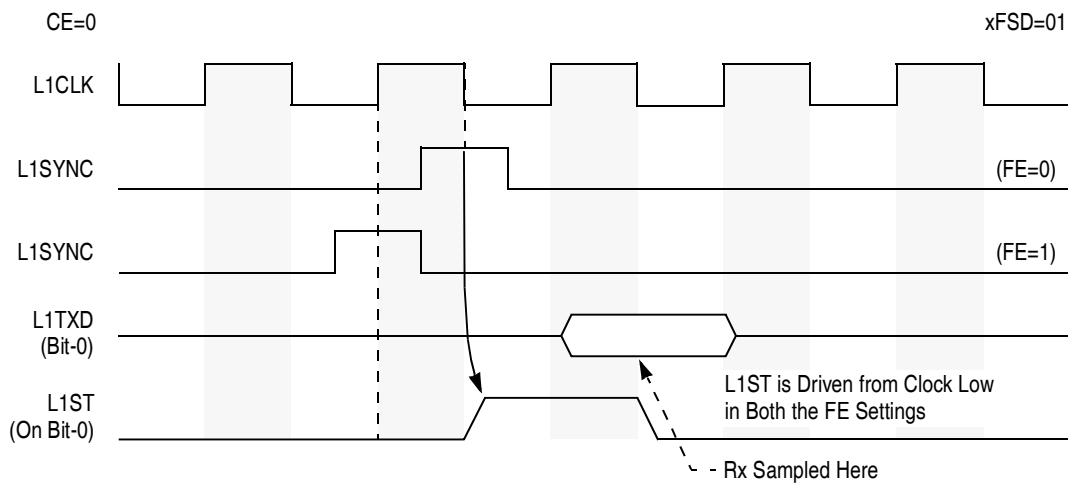 CE=0
xFSD=01
L1CLK
L1SYNC
(FE=0)
L1SYNC
(FE=1)
L1TXD
(Bit-0)
L1ST is Driven from Clock Low
in Both the FE Settings
L1ST
(On Bit-0)
Rx Sampled Here